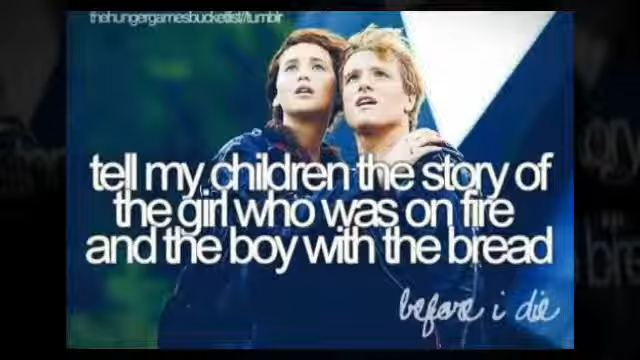 thehungergamesbucketlist//tumblr
tell my children the story of
the girl who was on fire
and the boy with the bread
before i die